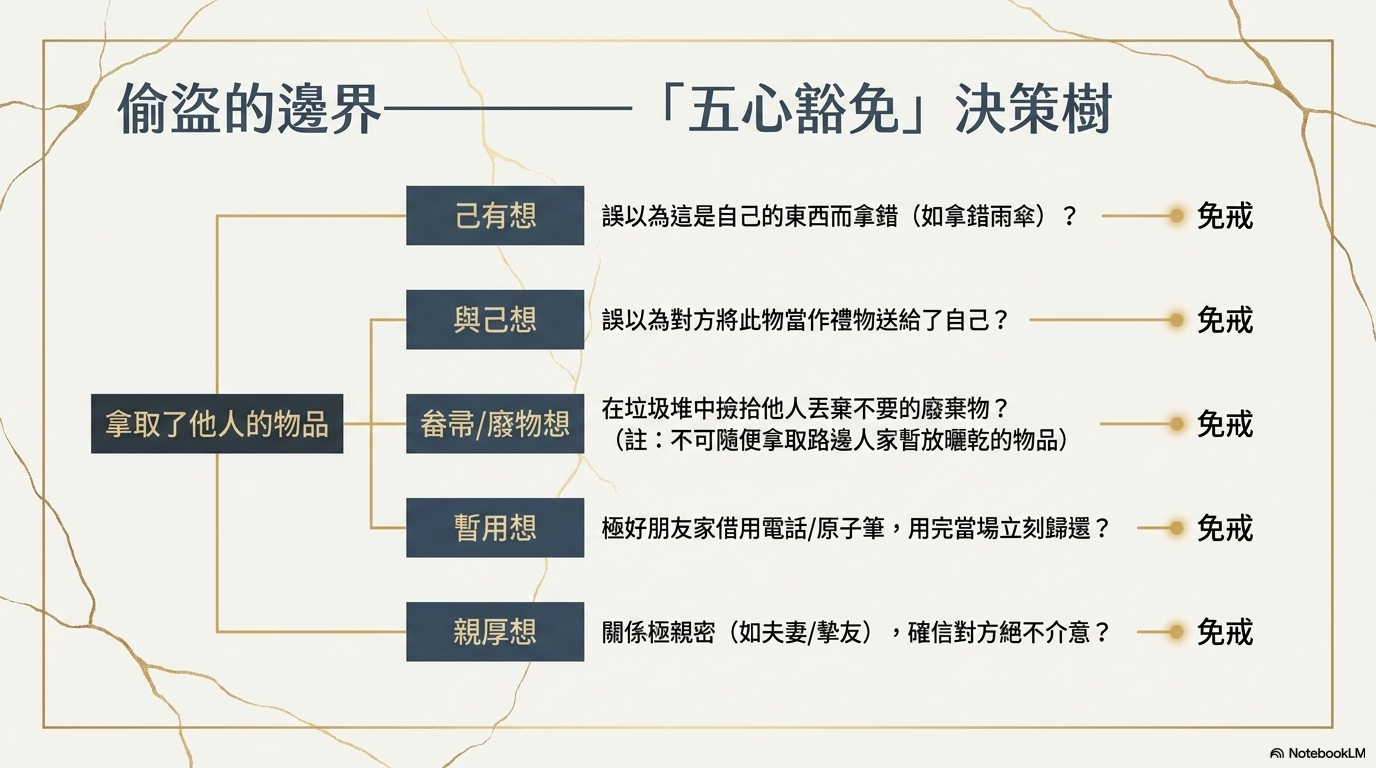 偷盜的邊界——「五心豁免」決策樹
己有想
誤以為這是自己的東西而拿錯（如拿錯雨傘）？
免戒
與己想
誤以為對方將此物當作禮物送給了自己？
免戒
拿取了他人的物品
畚帚/廢物想
在垃圾堆中撿拾他人丟棄不要的廢棄物？
（註：不可隨便拿取路邊人家暫放曬乾的物品）
免戒
暫用想
極好朋友家借用電話/原子筆，用完當場立刻歸還？
免戒
親厚想
關係極親密（如夫妻/摯友），確信對方絕不介意？
免戒
NotebookLM